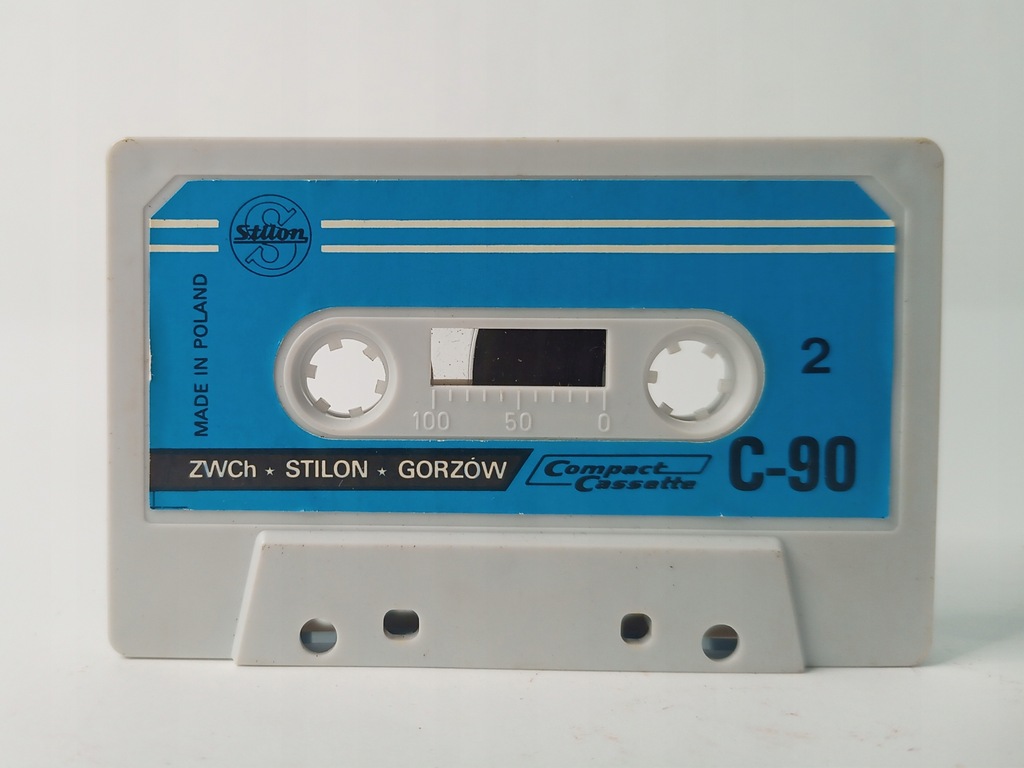 Stilon
MADE IN POLAND
2
100 50 0
ZWCh ★ STILON ★ GORZÓW
Compact
Cassette
C-90